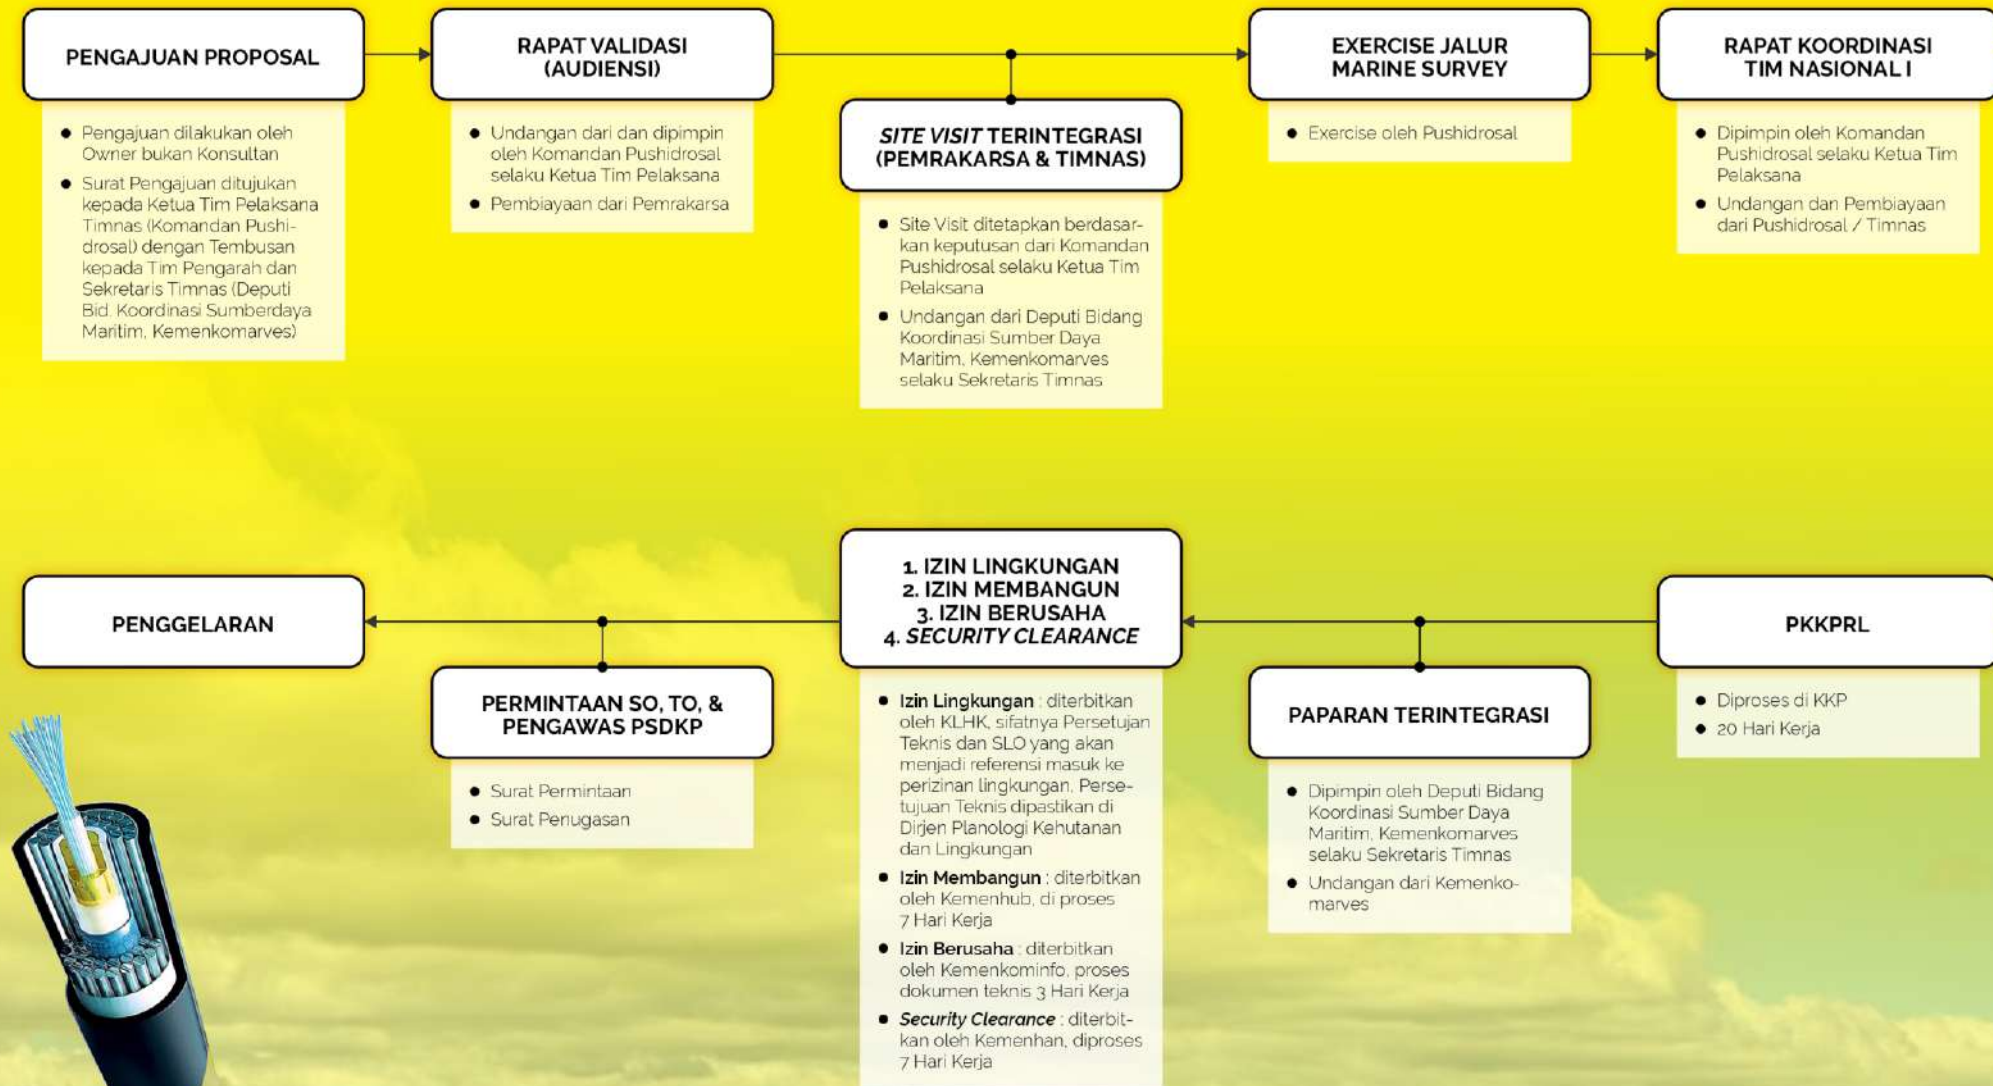 PENGAJUAN PROPOSAL
● Pengajuan dilakukan oleh
Owner bukan Konsultan
● Surat Pengajuan ditujukan
kepada Ketua Tim Pelaksana
Timnas (Komandan Pushi-
drosal) dengan Tembusan
kepada Tim Pengarah dan
Sekretaris Timnas (Deputi
Bid. Koordinasi Sumberdaya
Maritim, Kemenkomarves)
RAPAT VALIDASI
(AUDIENSI)
● Undangan dari dan dipimpin
oleh Komandan Pushidrosal
selaku Ketua Tim Pelaksana
● Pembiayaan dari Pemrakarsa
SITE VISIT TERINTEGRASI
(PEMRAKARSA & TIMNAS)
● Site Visit ditetapkan berdasar-
kan keputusan dari Komandan
Pushidrosal selaku Ketua Tim
Pelaksana
● Undangan dari Deputi Bidang
Koordinasi Sumber Daya
Maritim, Kemenkomarves
selaku Sekretaris Timnas
EXERCISE JALUR
MARINE SURVEY
● Exercise oleh Pushidrosal
RAPAT KOORDINASI
TIM NASIONAL I
● Dipimpin oleh Komandan
Pushidrosal selaku Ketua Tim
Pelaksana
● Undangan dan Pembiayaan
dari Pushidrosal / Timnas
PKKPRL
● Diproses di KKP
● 20 Hari Kerja
PAPARAN TERINTEGRASI
● Dipimpin oleh Deputi Bidang
Koordinasi Sumber Daya
Maritim, Kemenkomarves
selaku Sekretaris Timnas
● Undangan dari Kemenko-
marves
1. IZIN LINGKUNGAN
2. IZIN MEMBANGUN
3. IZIN BERUSAHA
4. SECURITY CLEARANCE
● Izin Lingkungan : diterbitkan
oleh KLHK, sifatnya Persetujan
Teknis dan SLO yang akan
menjadi referensi masuk ke
perizinan lingkungan, Perse-
tujuan Teknis dipastikan di
Dirjen Planologi Kehutanan
dan Lingkungan
● Izin Membangun : diterbitkan
oleh Kemenhub, di proses
7 Hari Kerja
● Izin Berusaha : diterbitkan
oleh Kemenkominfo, proses
dokumen teknis 3 Hari Kerja
● Security Clearance : diterbit-
kan oleh Kemenhan, diproses
7 Hari Kerja
PERMINTAAN SO, TO, &
PENGAWAS PSDKP
● Surat Permintaan
● Surat Penugasan
PENGGELARAN